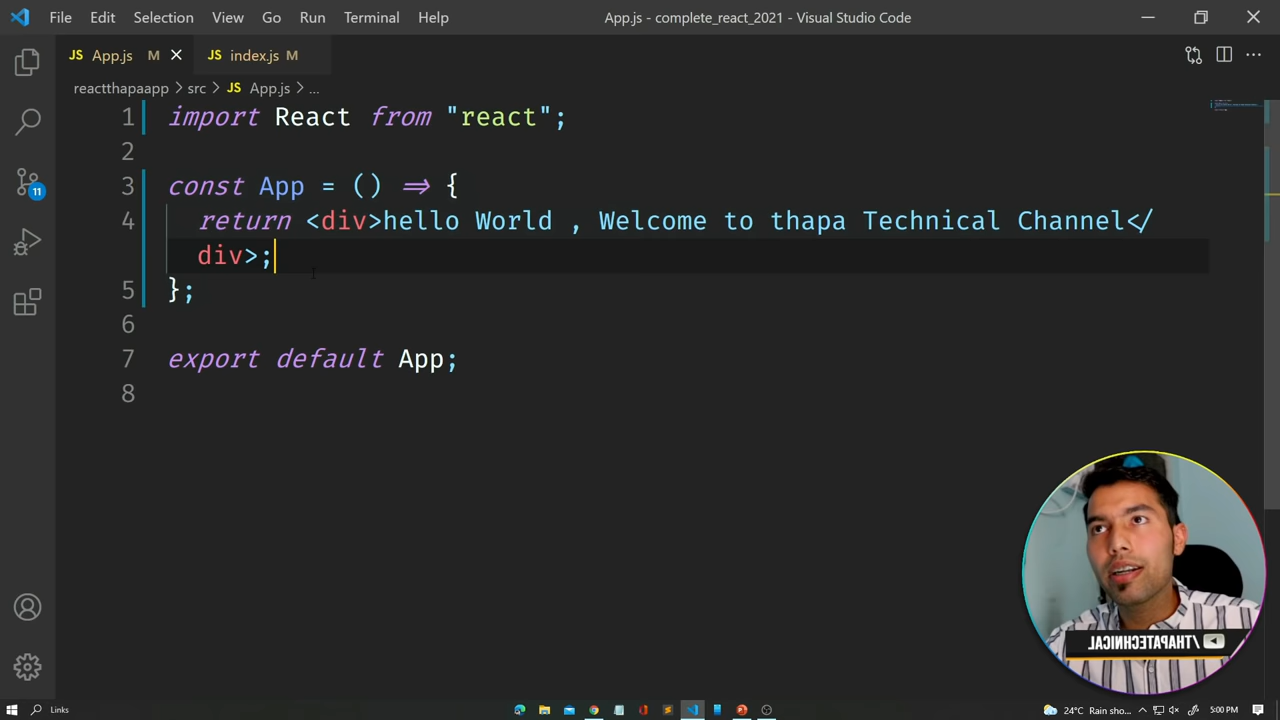 File Edit Selection View Go Run Terminal Help App.js - complete_react_2021 - Visual Studio Code
JS App.js M JS index.js M
reactthapaapp > src > JS App.js > ...
1 import React from "react";
2
3 const App = () => {
4 return <div>hello World , Welcome to thapa Technical Channel</
div>;
5 };
6
7 export default App;
8
11
/THAPATECHNICAL
Links 24°C Rain sho... 5:00 PM